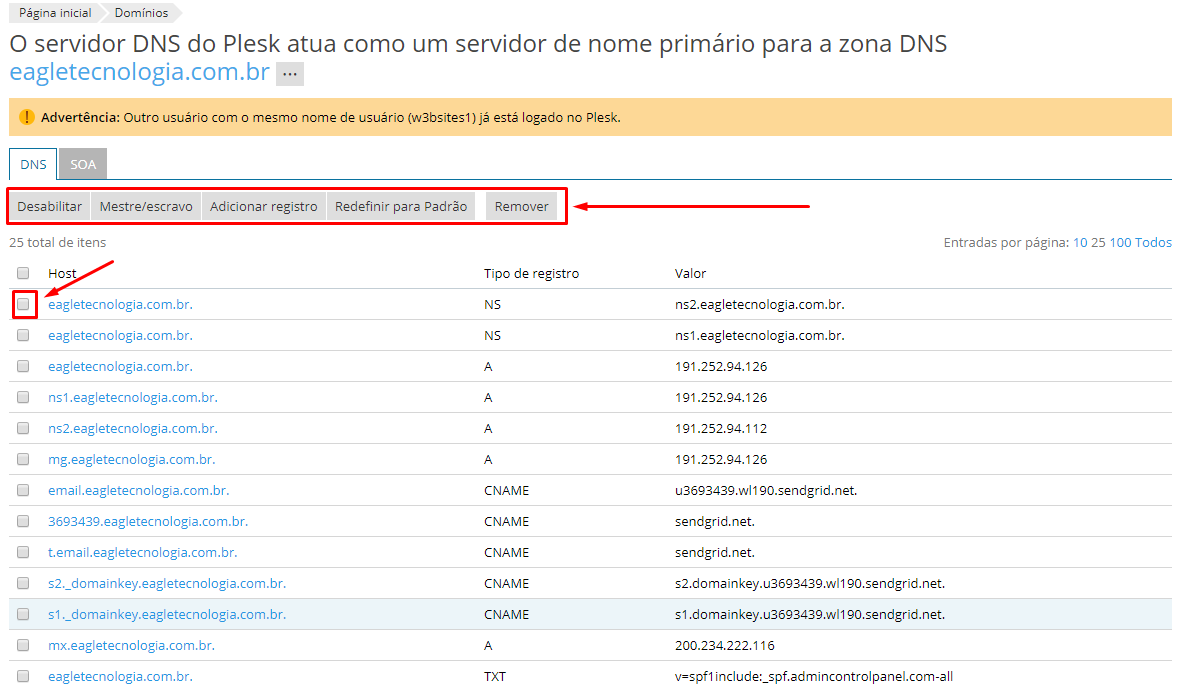 Página inicial Domínios
O servidor DNS do Plesk atua como um servidor de nome primário para a zona DNS
eagletecnologia.com.br ...
! Advertência: Outro usuário com o mesmo nome de usuário (w3bsites1) já está logado no Plesk.
DNS SOA
Desabilitar Mestre/escravo Adicionar registro Redefinir para Padrão Remover
25 total de itens Entradas por página: 10 25 100 Todos
Host Tipo de registro Valor
eagletecnologia.com.br. NS ns2.eagletecnologia.com.br.
eagletecnologia.com.br. NS ns1.eagletecnologia.com.br.
eagletecnologia.com.br. A 191.252.94.126
ns1.eagletecnologia.com.br. A 191.252.94.126
ns2.eagletecnologia.com.br. A 191.252.94.112
mg.eagletecnologia.com.br. A 191.252.94.126
email.eagletecnologia.com.br. CNAME u3693439.wl190.sendgrid.net.
3693439.eagletecnologia.com.br. CNAME sendgrid.net.
t.email.eagletecnologia.com.br. CNAME sendgrid.net.
s2._domainkey.eagletecnologia.com.br. CNAME s2.domainkey.u3693439.wl190.sendgrid.net.
s1._domainkey.eagletecnologia.com.br. CNAME s1.domainkey.u3693439.wl190.sendgrid.net.
mx.eagletecnologia.com.br. A 200.234.222.116
eagletecnologia.com.br. TXT v=spf1include:_spf.admincontrolpanel.com-all